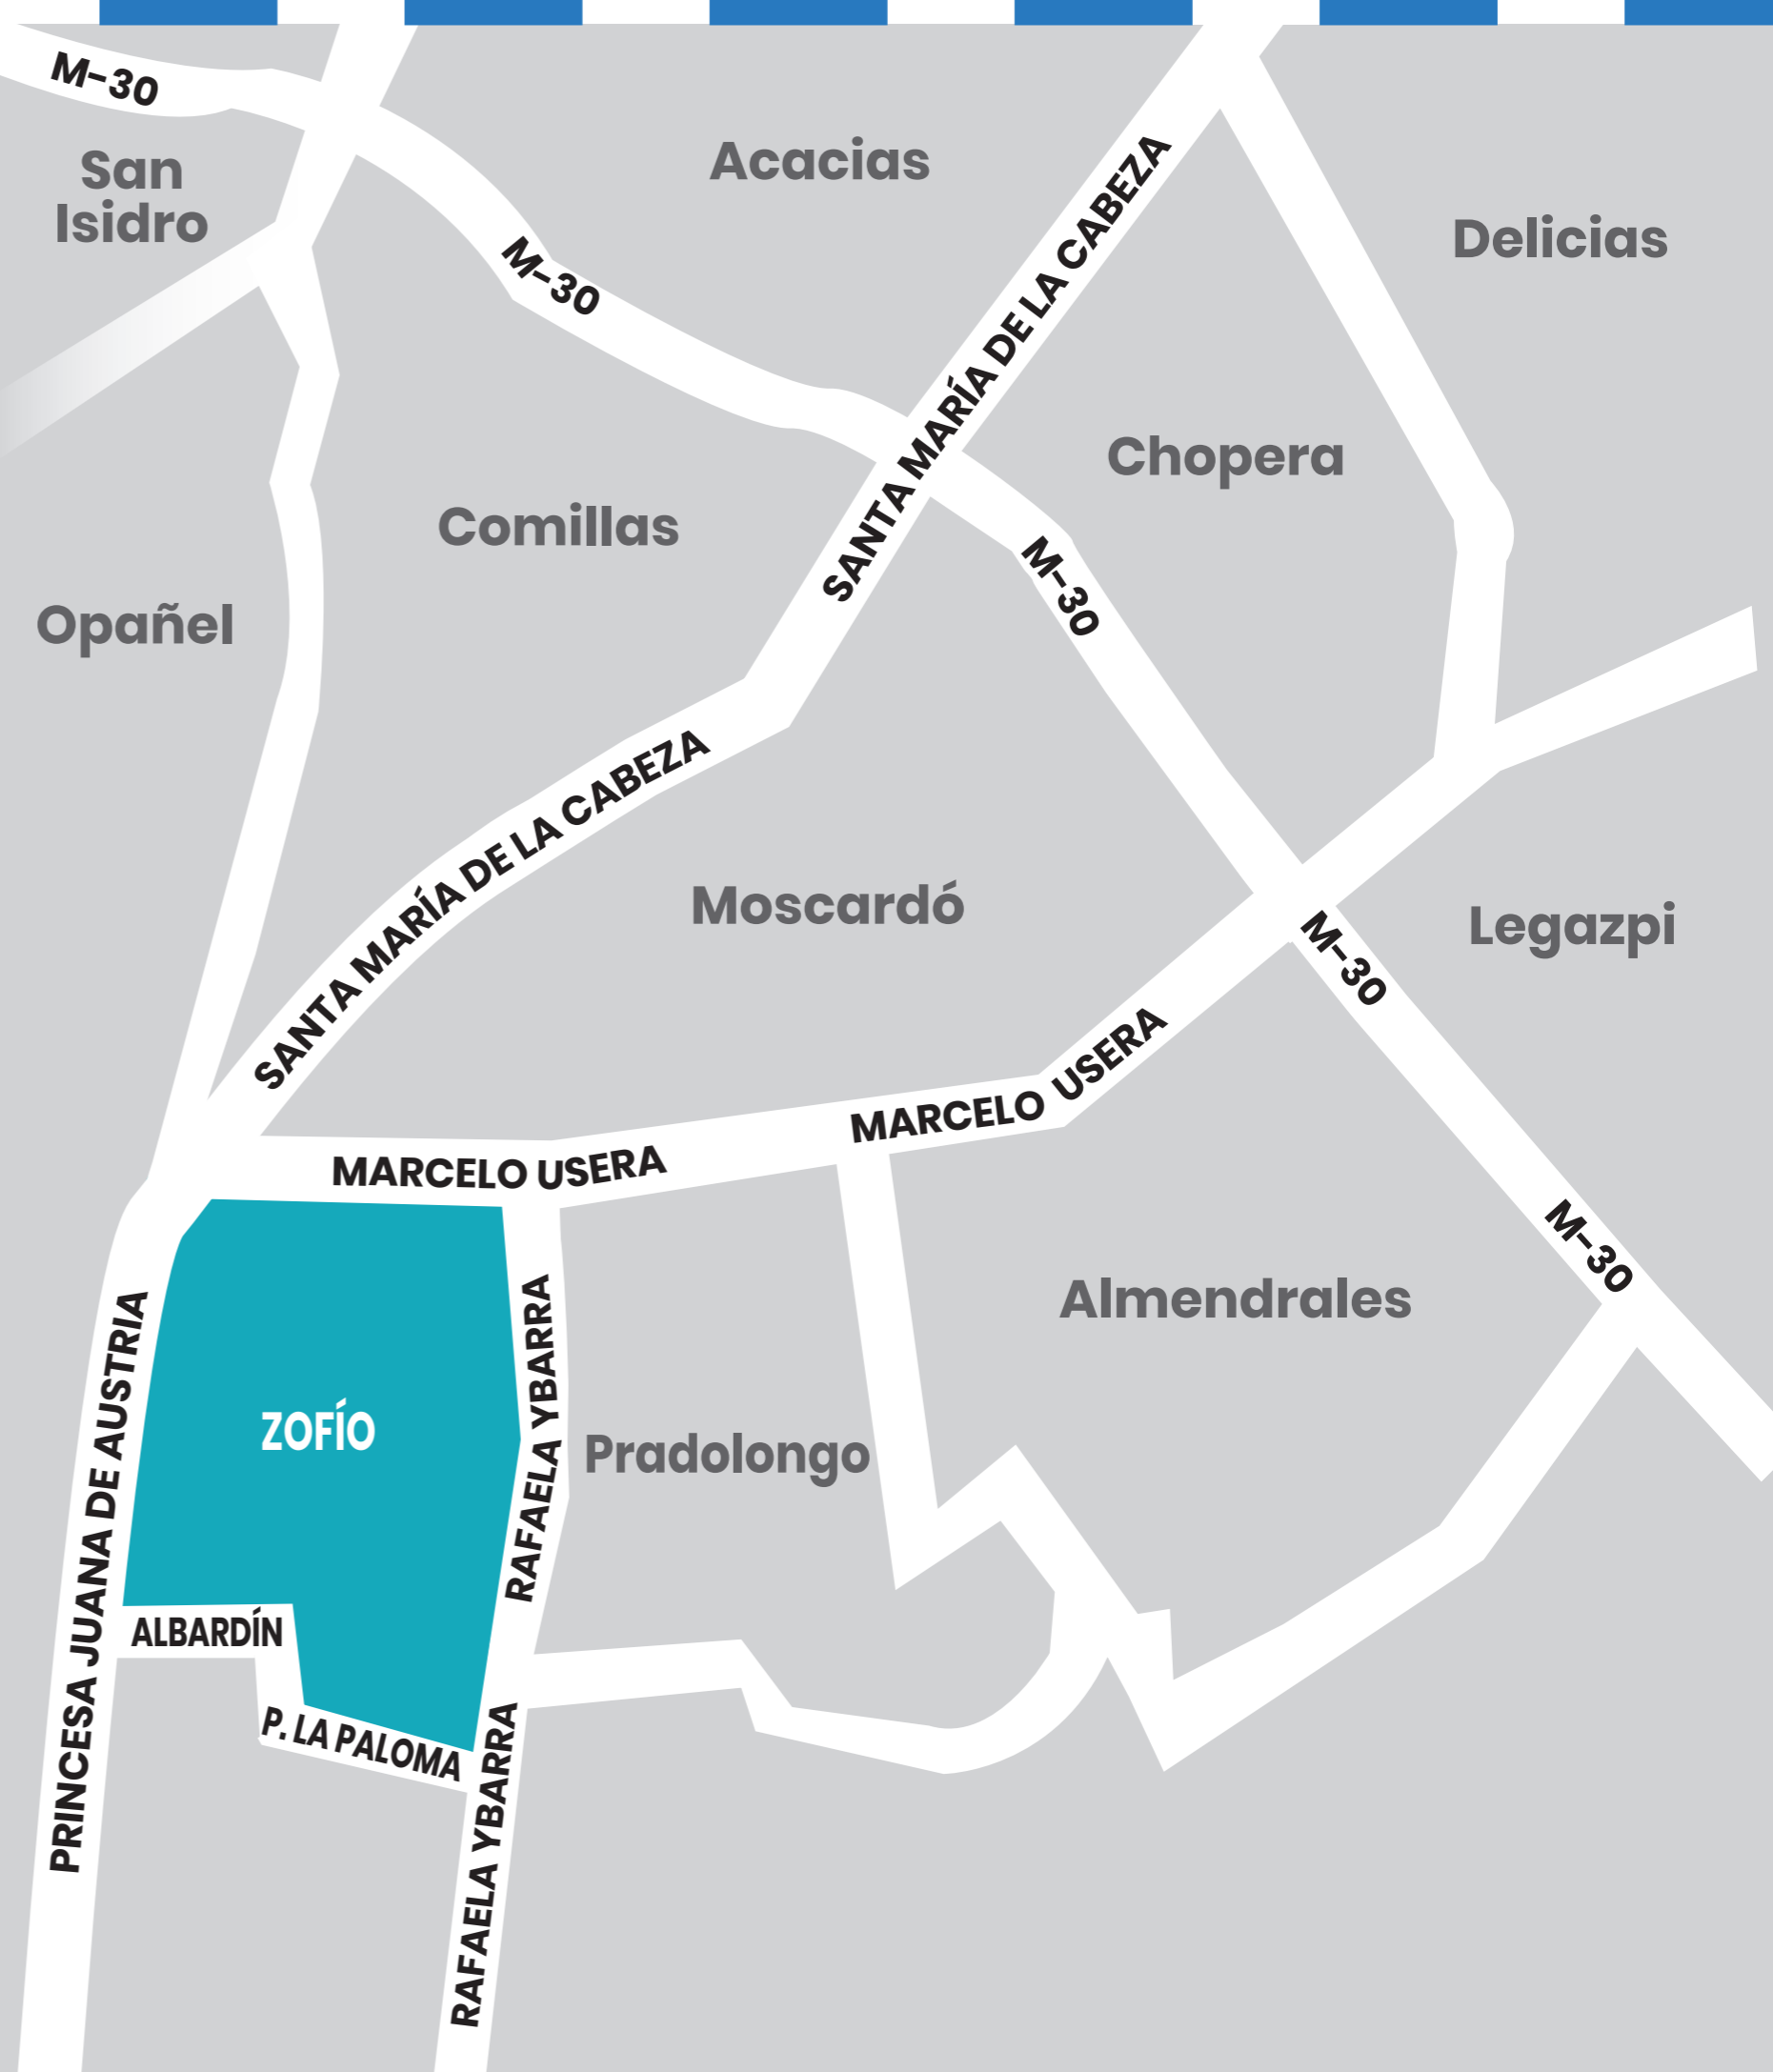 M-30
San
Isidro
Acacias
Delicias
M-30
SANTA MARÍA DE LA CABEZA
Chopera
Comillas
M-30
Opañel
SANTA MARÍA DE LA CABEZA
Moscardó
Legazpi
M-30
MARCELO USERA
MARCELO USERA
M-30
Almendrales
PRINCESA JUANA DE AUSTRIA
ZOFÍO
RAFAELA YBARRA
Pradolongo
ALBARDÍN
P. LA PALOMA
RAFAELA YBARRA